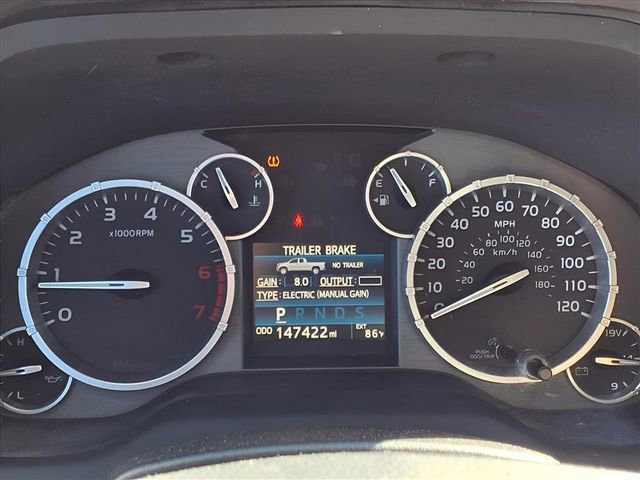 C H
E F
1 2 3 4 5 6 7 0
x1000RPM
H
L
TRAILER BRAKE
NO TRAILER
GAIN: 8.0 OUTPUT:
TYPE: ELECTRIC (MANUAL GAIN)
P R N D S
ODO 147422 mi EXT 86°F
0 10 20 30 40 50 60 70 80 90 100 110 120
MPH
km/h
20 40 60 80 100 120 140 160 180
PUSH
ODO/TRIP
19V
14
9